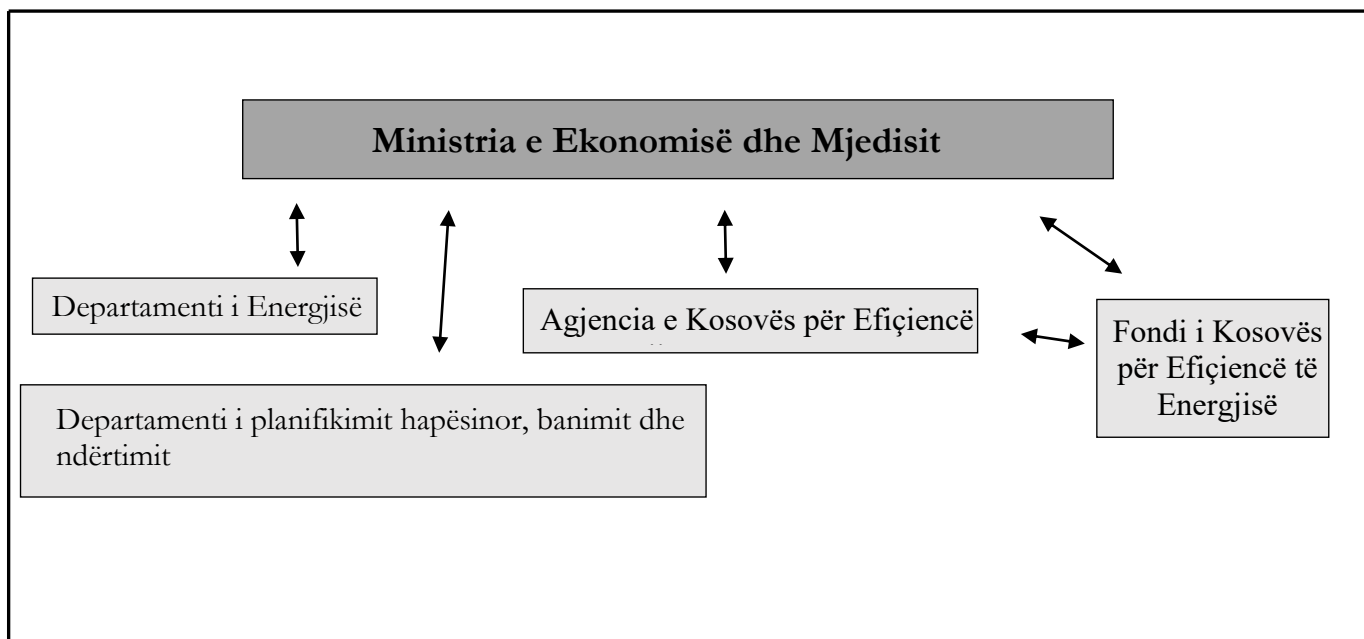 Ministria e Ekonomisë dhe Mjedisit
Departamenti i Energjisë
Agjencia e Kosovës për Efiçiencë
Fondi i Kosovës
për Efiçiencë të
Energjisë
Departamenti i planifikimit hapësinor, banimit dhe
ndërtimit